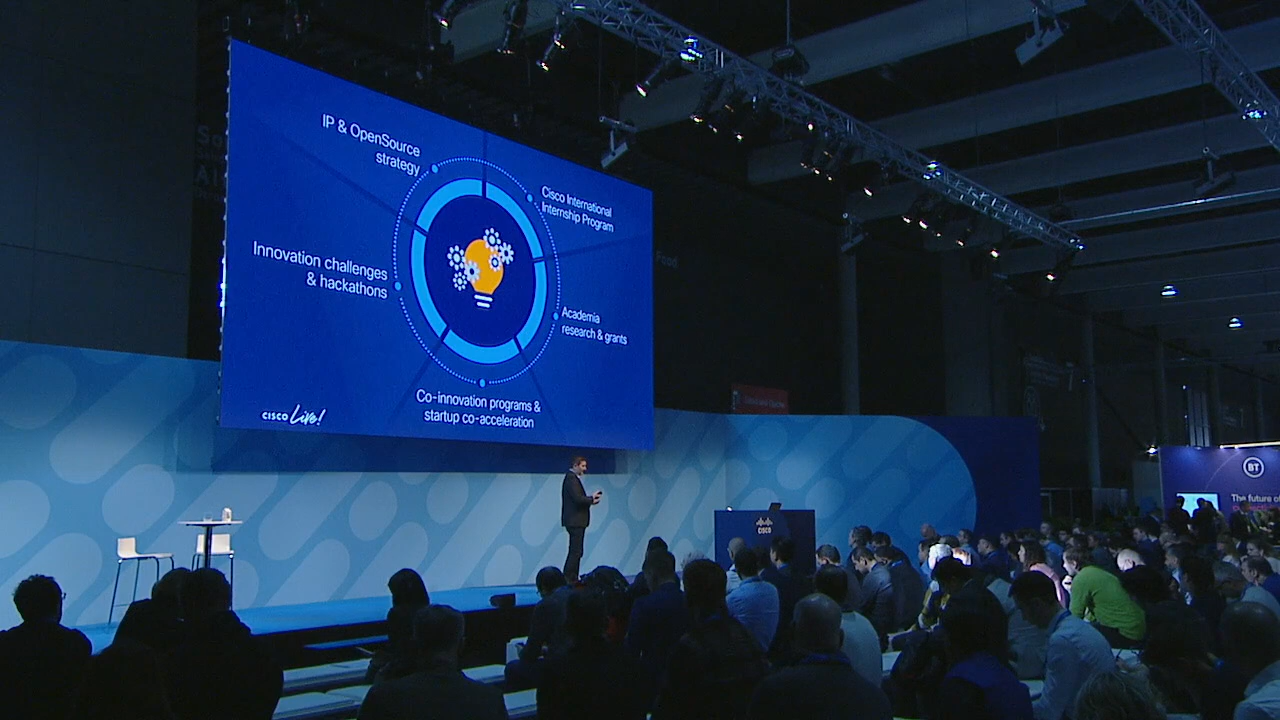 IP & OpenSource
strategy
Cisco International
Internship Program
Innovation challenges
& hackathons
Academia
research & grants
Co-innovation programs &
startup co-acceleration
CISCO Live!
CISCO
Food
BT
The future of